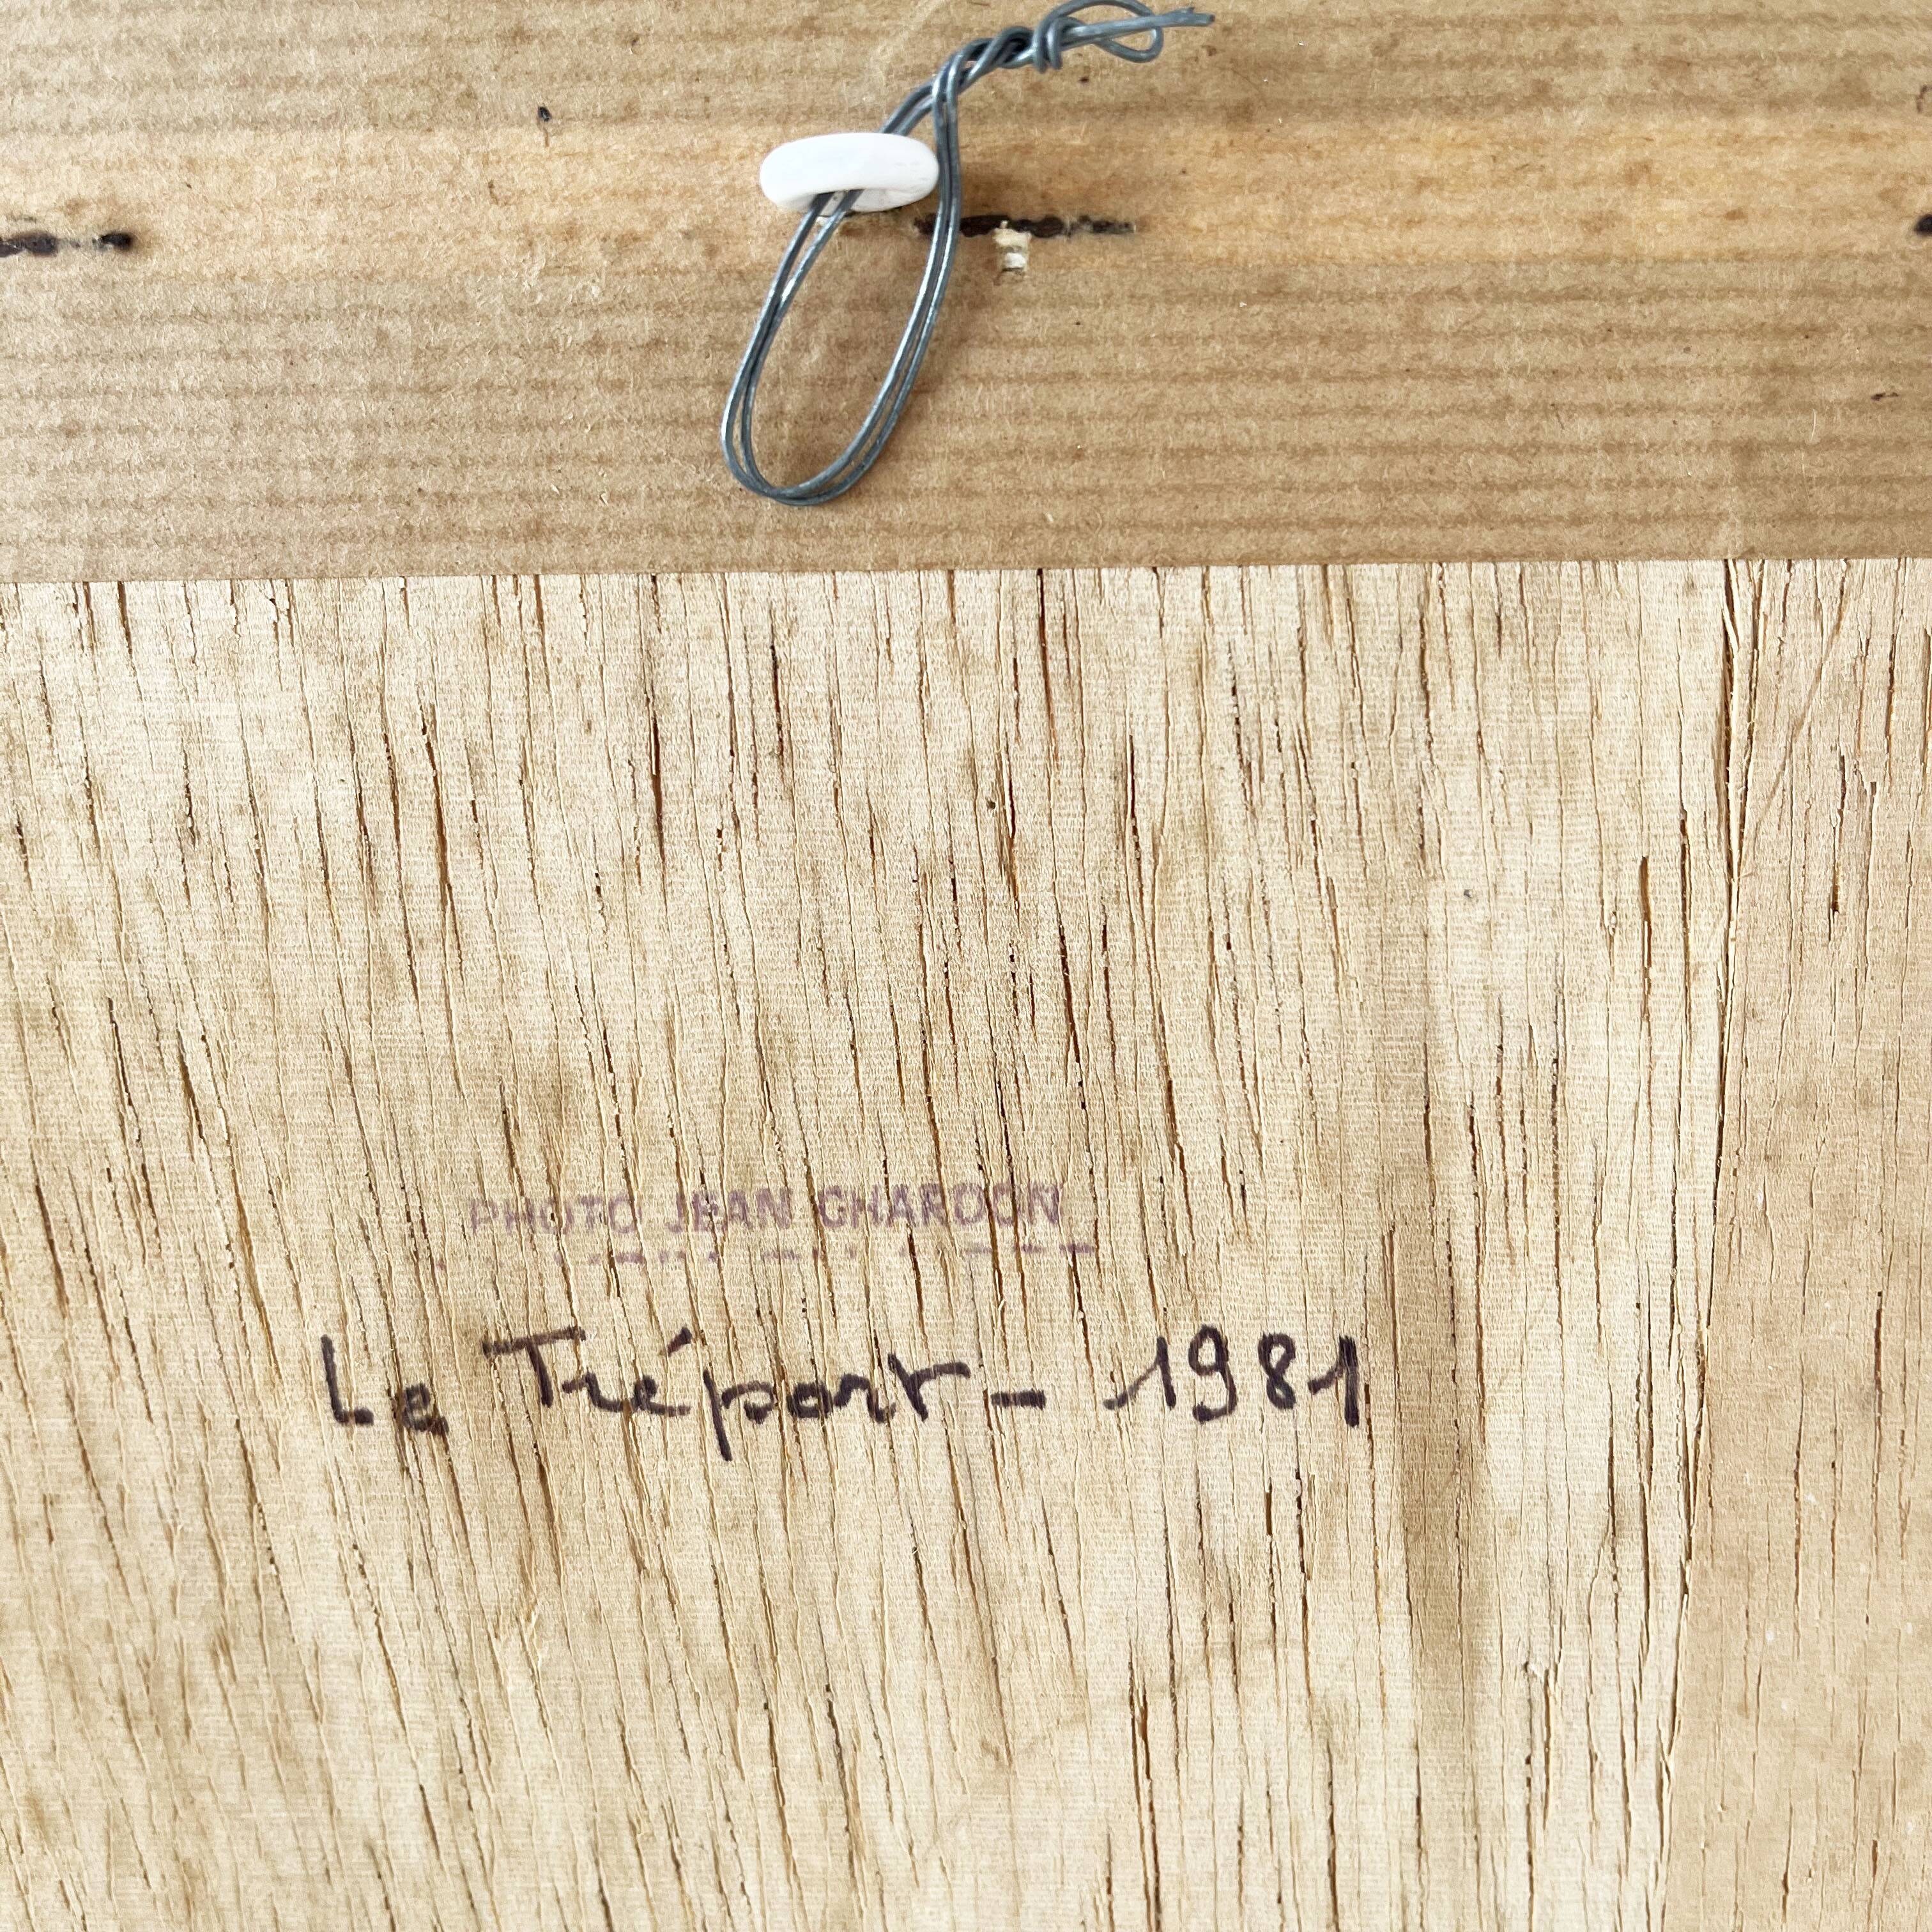 PHOTO JEAN CHARDON
Le Tréport - 1981